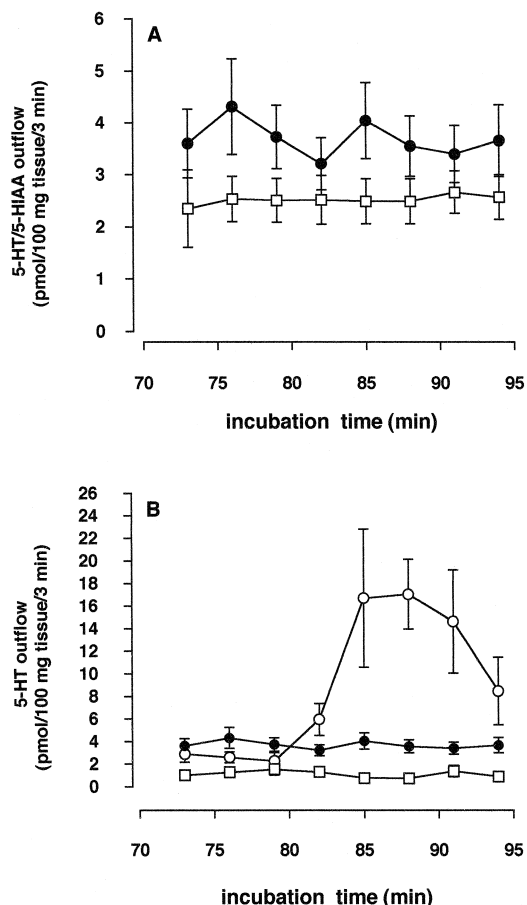 A
6
5
4
3
2
1
0
5-HT/5-HIAA outflow
(pmol/100 mg tissue/3 min)
70 75 80 85 90 95
incubation time (min)
B
26
24
22
20
18
16
14
12
10
8
6
4
2
0
5-HT outflow
(pmol/100 mg tissue/3 min)
70 75 80 85 90 95
incubation time (min)